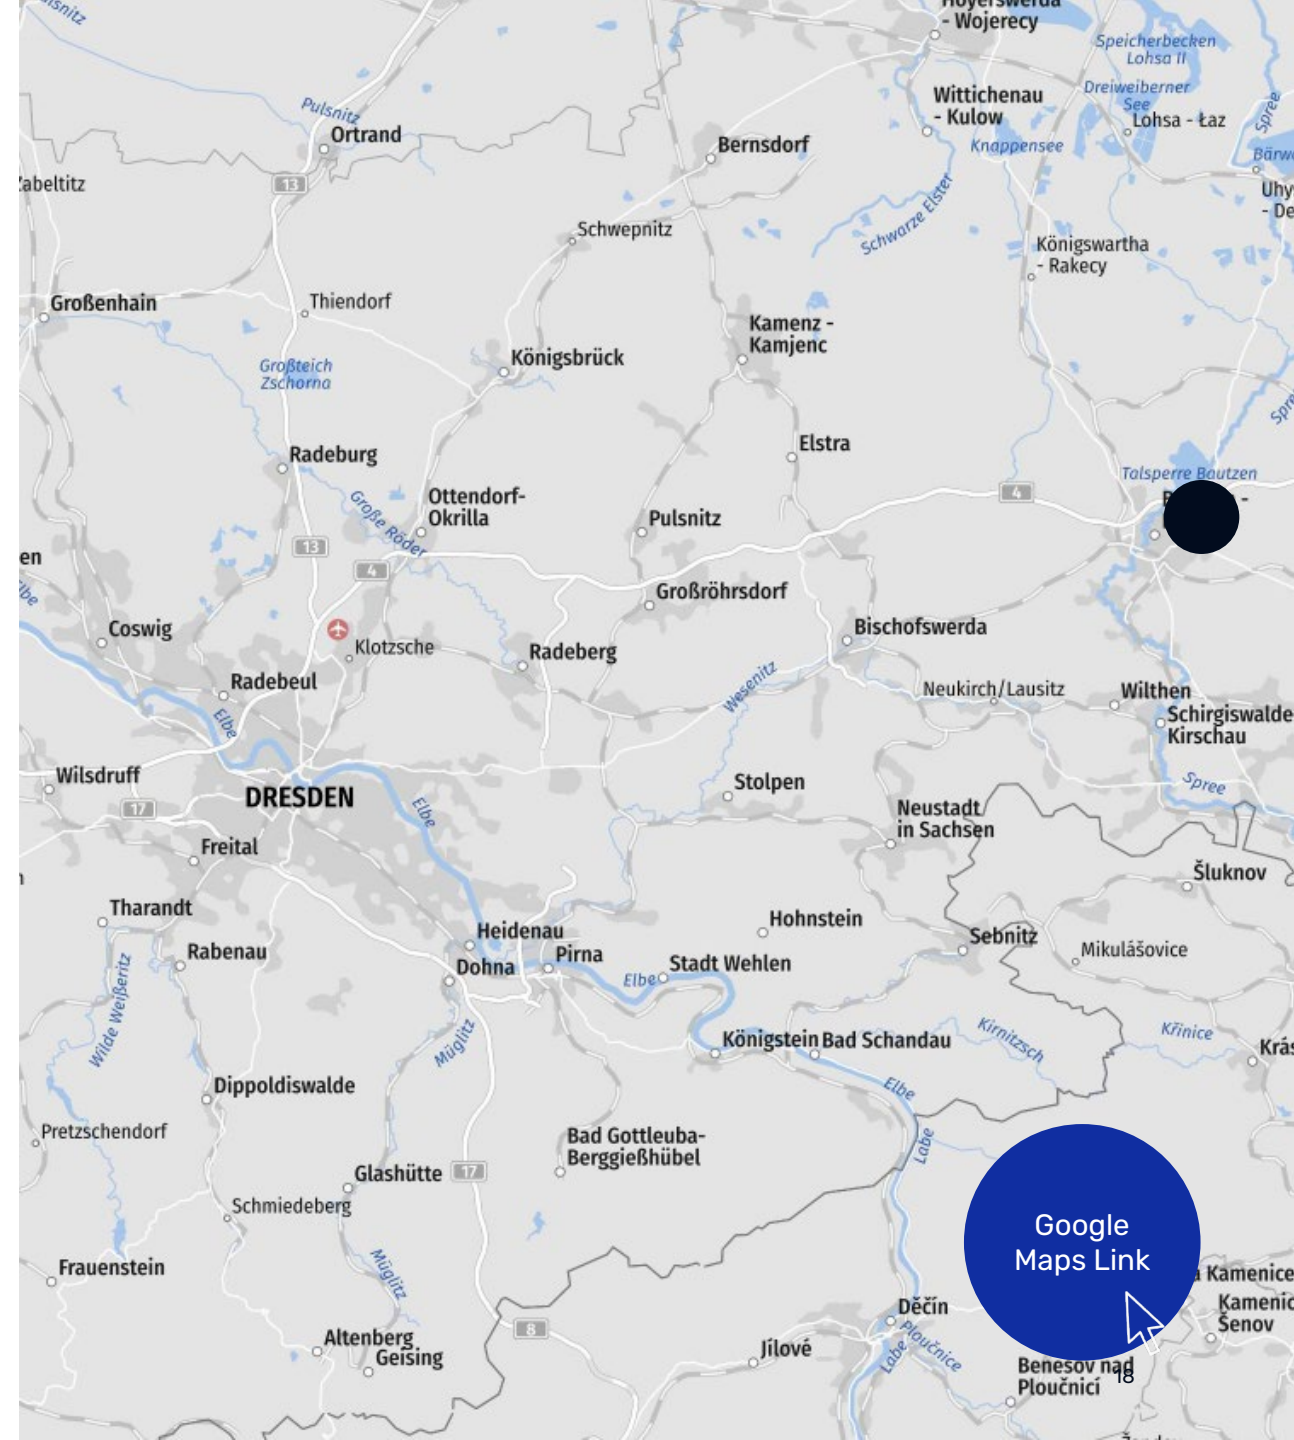 - Wojerecy
Speicherbecken
Lohsa II
Dreiweiberner
See
Wittichenau
- Kulow
Lohsa - Łaz
Spree
Knappensee
Pulsnitz
Ortrand
Bernsdorf
13
Schwarze Elster
Schwepnitz
Königswartha
- Rakecy
Großenhain
Thiendorf
Kamenz -
Kamjenc
Großteich
Zschorna
Königsbrück
Elstra
Radeburg
Talsperre Bautzen
4
Ottendorf-
Okrilla
Große Röder
Pulsnitz
13
4
Großröhrsdorf
Coswig
Klotzsche
Bischofswerda
Radeberg
Radebeul
Wesenitz
Neukirch/Lausitz
Wilthen
Schirgiswalde-
Kirschau
Elbe
Wilsdruff
DRESDEN
17
Elbe
Stolpen
Spree
Neustadt
in Sachsen
Freital
Šluknov
Tharandt
Hohnstein
Heidenau
Sebnitz
Rabenau
Pirna
Dohna
Elbe
Stadt Wehlen
Mikulášovice
Wilde Weißeritz
Müglitz
Königstein
Bad Schandau
Kirnitzsch
Křinice
Dippoldiswalde
Elbe
Pretzschendorf
Bad Gottleuba-
Berggießhübel
Labe
Glashütte
17
Schmiedeberg
Google
Maps Link
Frauenstein
Müglitz
Kamenice
Šenov
Děčín
8
Altenberg
Geising
Jílové
Ploučnice
Labe
Benešov nad
Ploučnicí
18